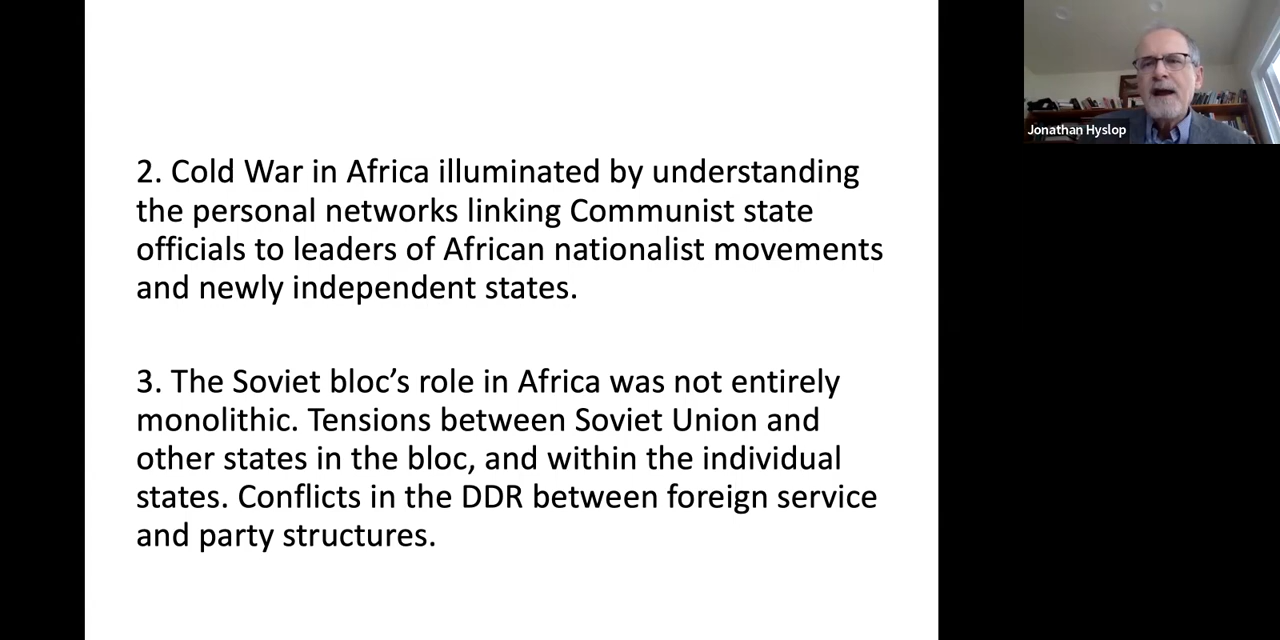 2. Cold War in Africa illuminated by understanding
the personal networks linking Communist state
officials to leaders of African nationalist movements
and newly independent states.
3. The Soviet bloc’s role in Africa was not entirely
monolithic. Tensions between Soviet Union and
other states in the bloc, and within the individual
states. Conflicts in the DDR between foreign service
and party structures.
Jonathan Hyslop